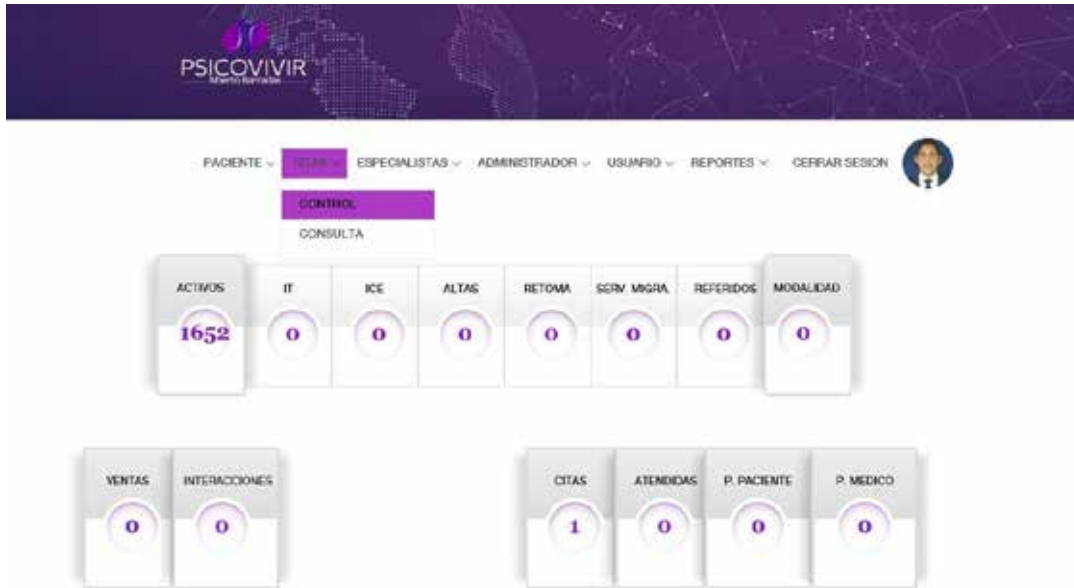 PSICOVIVIR
PACIENTE CITAS ESPECIALISTAS ADMINISTRADOR USUARIO REPORTES CERRAR SESION
CONTROL
CONSULTA
ACTIVOS IT ICE ALTAS RETOMA SERV. MIGRA. REFERIDOS MODALIDAD
1652 0 0 0 0 0 0 0
VENTAS INTERACCIONES CITAS ATENDIDAS P. PACIENTE P. MEDICO
0 0 1 0 0 0